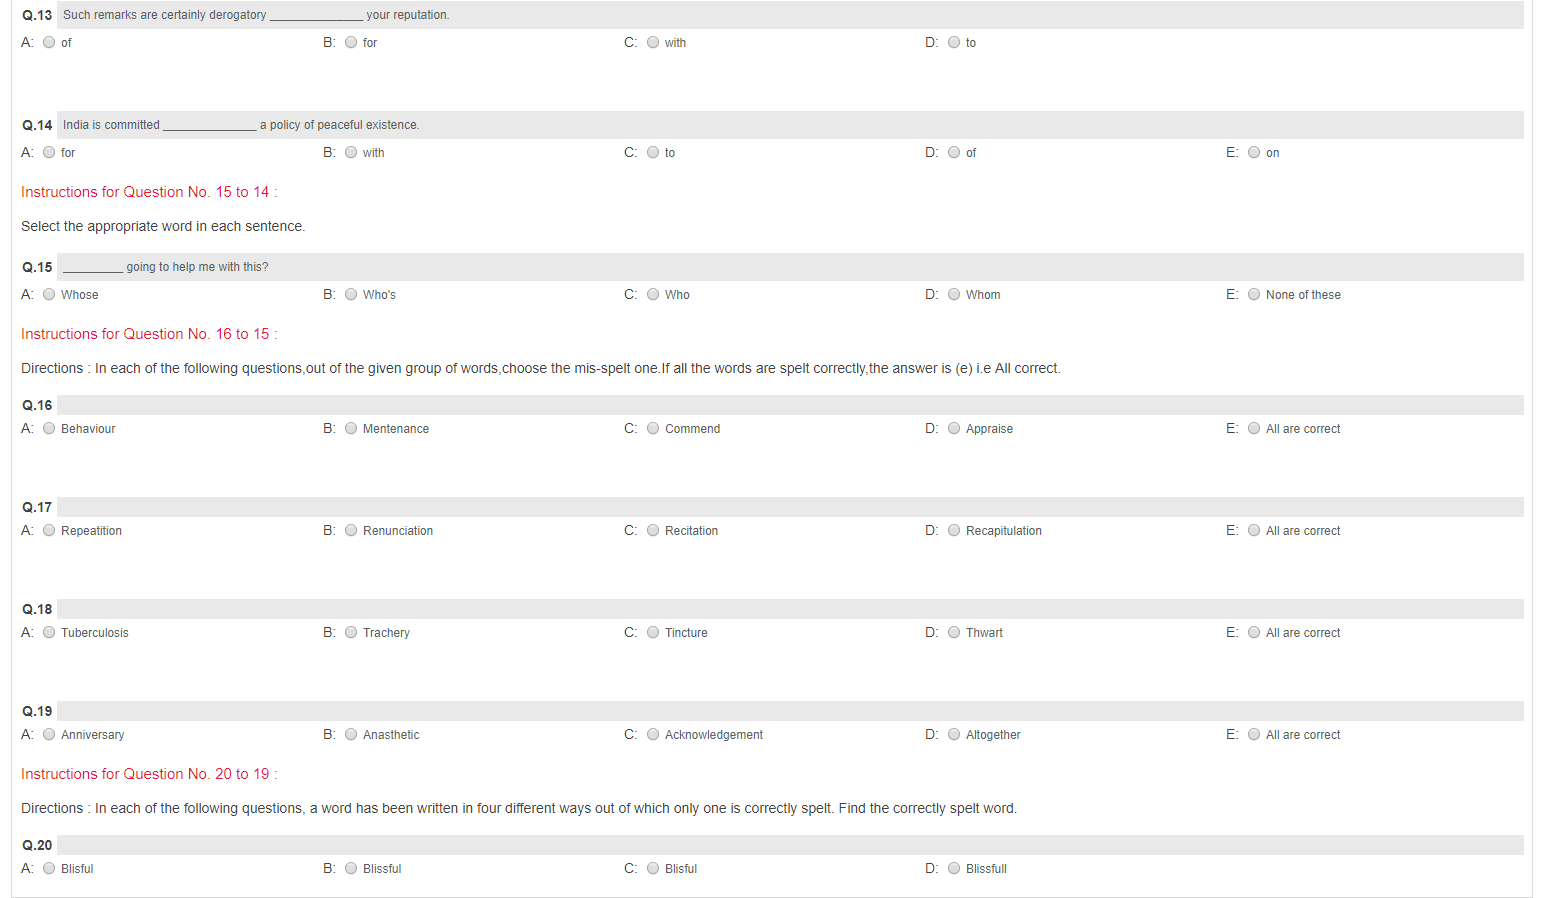 Q.13 Such remarks are certainly derogatory ______________ your reputation.
A: of B: for C: with D: to
Q.14 India is committed ______________ a policy of peaceful existence.
A: for B: with C: to D: of E: on
Instructions for Question No. 15 to 14 :
Select the appropriate word in each sentence.
Q.15 _________ going to help me with this?
A: Whose B: Who's C: Who D: Whom E: None of these
Instructions for Question No. 16 to 15 :
Directions : In each of the following questions,out of the given group of words,choose the mis-spelt one.If all the words are spelt correctly,the answer is (e) i.e All correct.
Q.16
A: Behaviour B: Mentenance C: Commend D: Appraise E: All are correct
Q.17
A: Repeatition B: Renunciation C: Recitation D: Recapitulation E: All are correct
Q.18
A: Tuberculosis B: Trachery C: Tincture D: Thwart E: All are correct
Q.19
A: Anniversary B: Anasthetic C: Acknowledgement D: Altogether E: All are correct
Instructions for Question No. 20 to 19 :
Directions : In each of the following questions, a word has been written in four different ways out of which only one is correctly spelt. Find the correctly spelt word.
Q.20
A: Blisful B: Blissful C: Blisful D: Blissfull